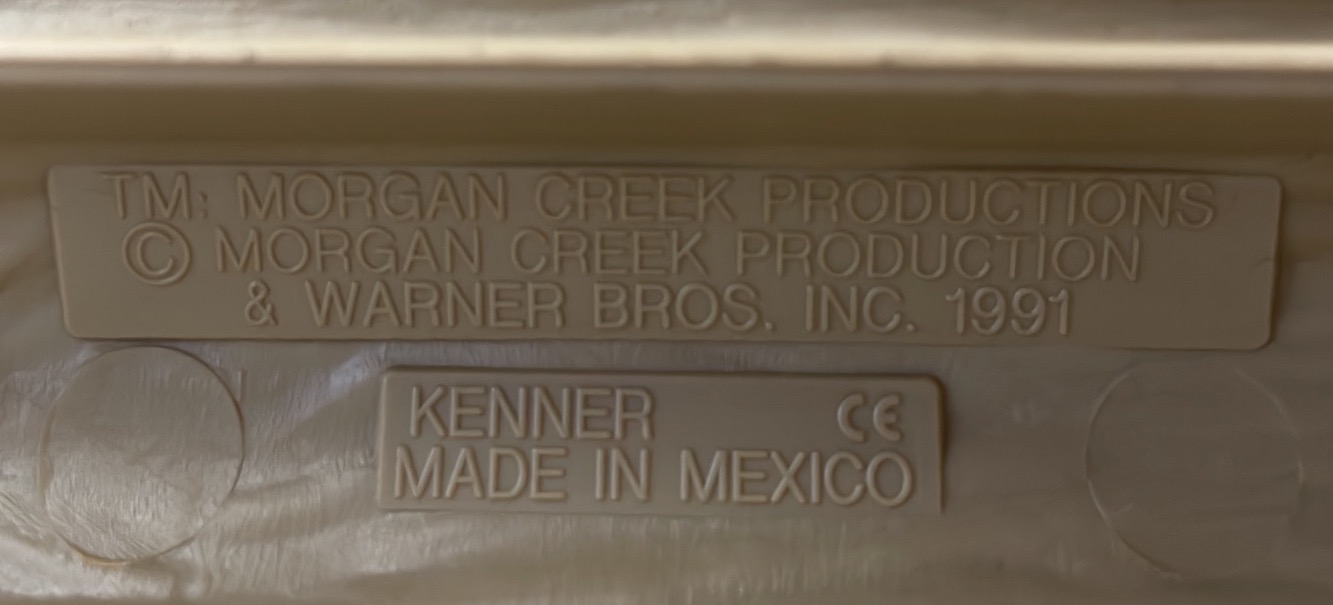 TM: MORGAN CREEK PRODUCTIONS
© MORGAN CREEK PRODUCTION
& WARNER BROS. INC. 1991
KENNER CE
MADE IN MEXICO